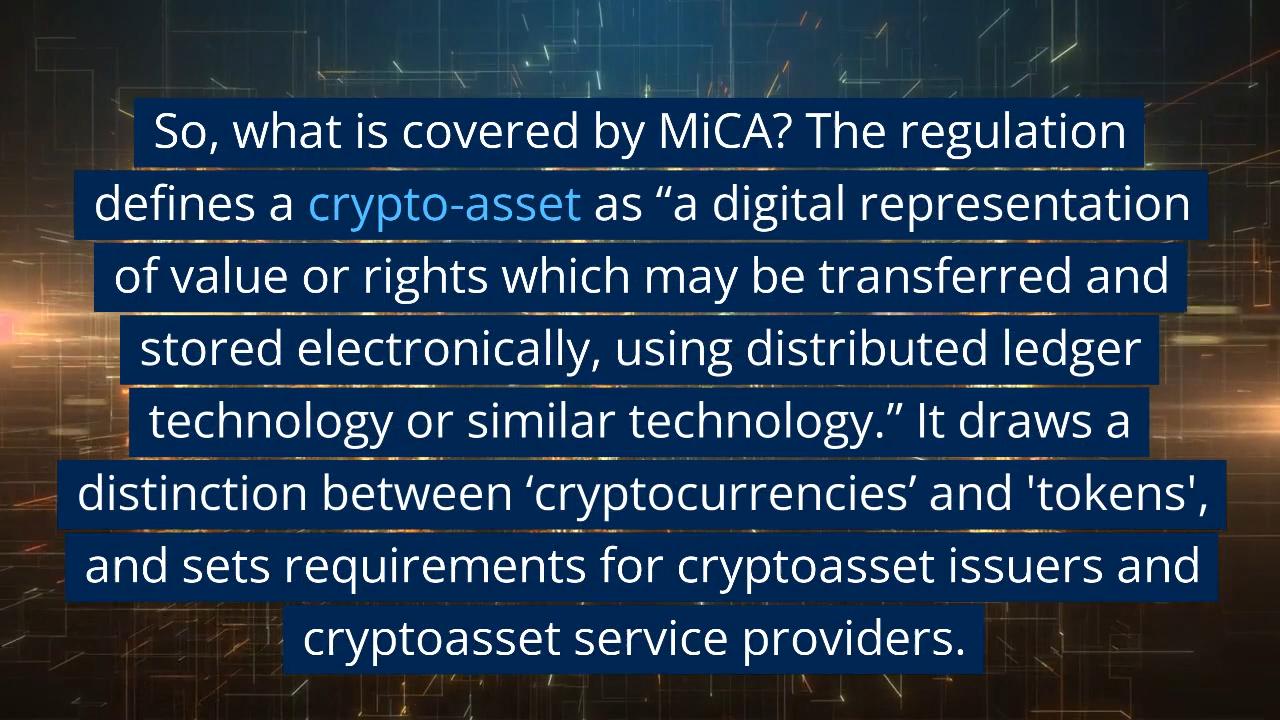 So, what is covered by MiCA? The regulation
defines a crypto-asset as “a digital representation
of value or rights which may be transferred and
stored electronically, using distributed ledger
technology or similar technology.” It draws a
distinction between ‘cryptocurrencies’ and 'tokens',
and sets requirements for cryptoasset issuers and
cryptoasset service providers.